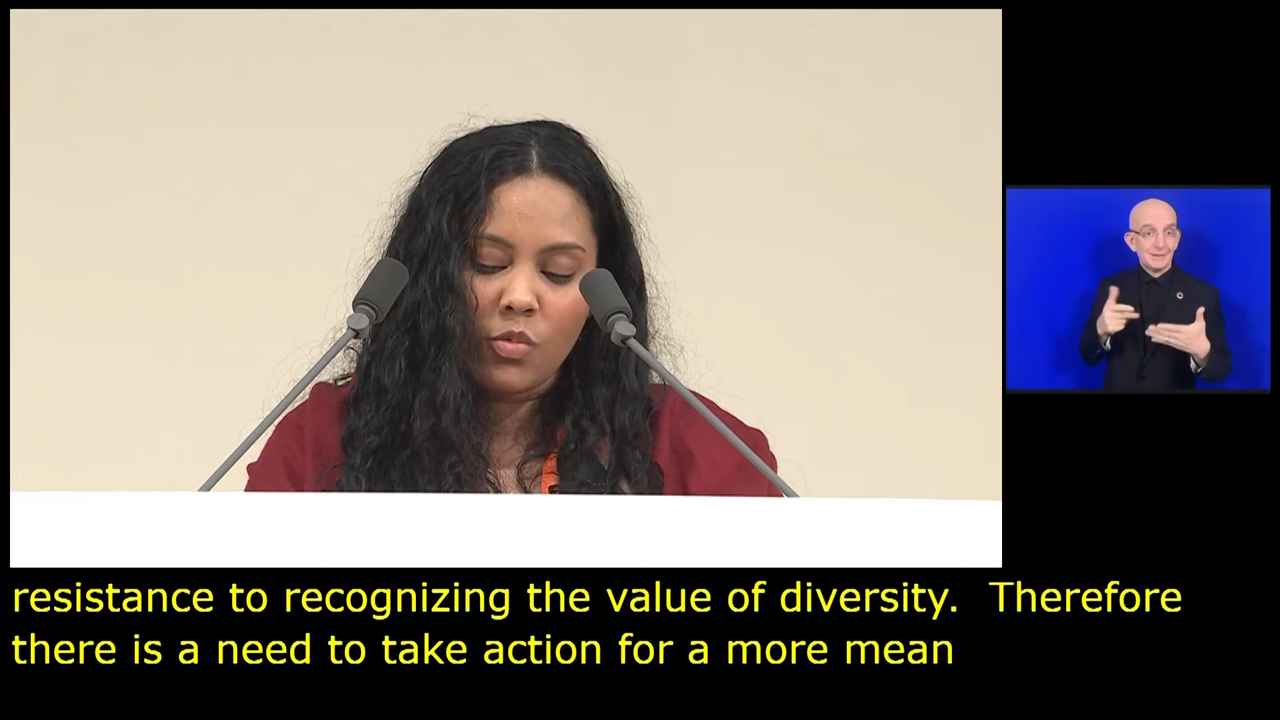 resistance to recognizing the value of diversity.  Therefore
there is a need to take action for a more mean